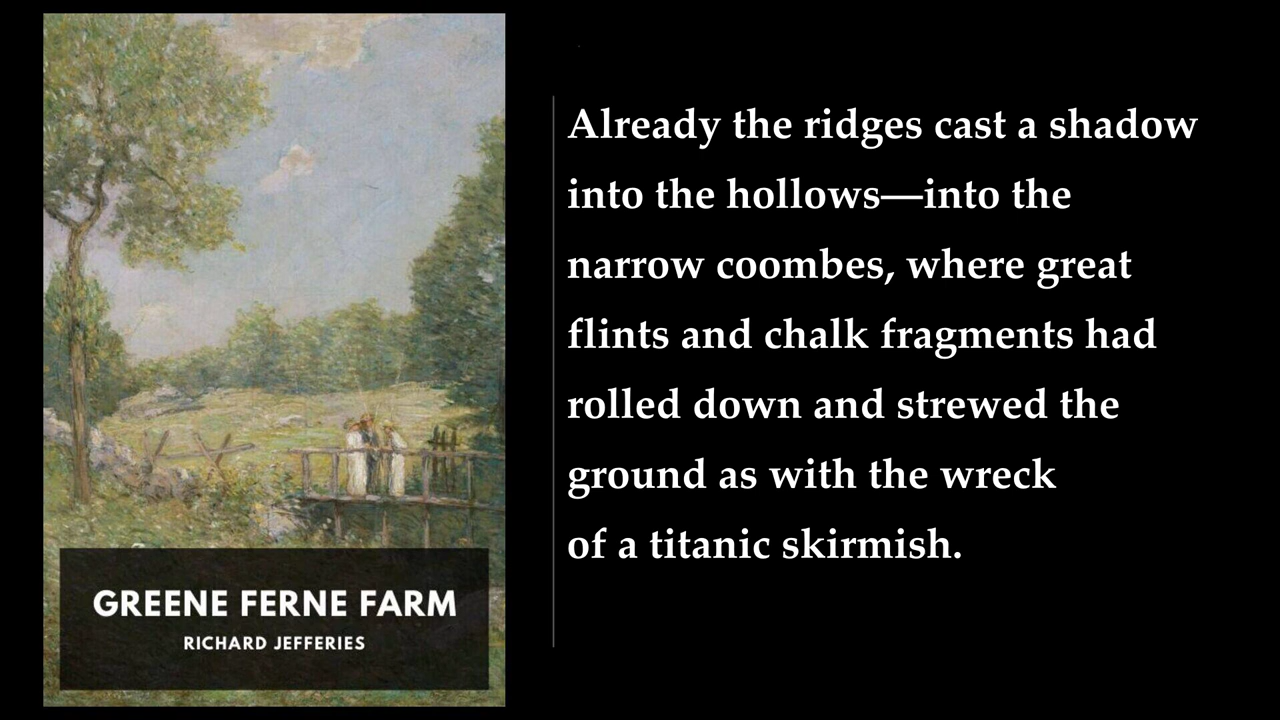 GREENE FERNE FARM
RICHARD JEFFERIES
Already the ridges cast a shadow
into the hollows—into the
narrow coombes, where great
flints and chalk fragments had
rolled down and strewed the
ground as with the wreck
of a titanic skirmish.